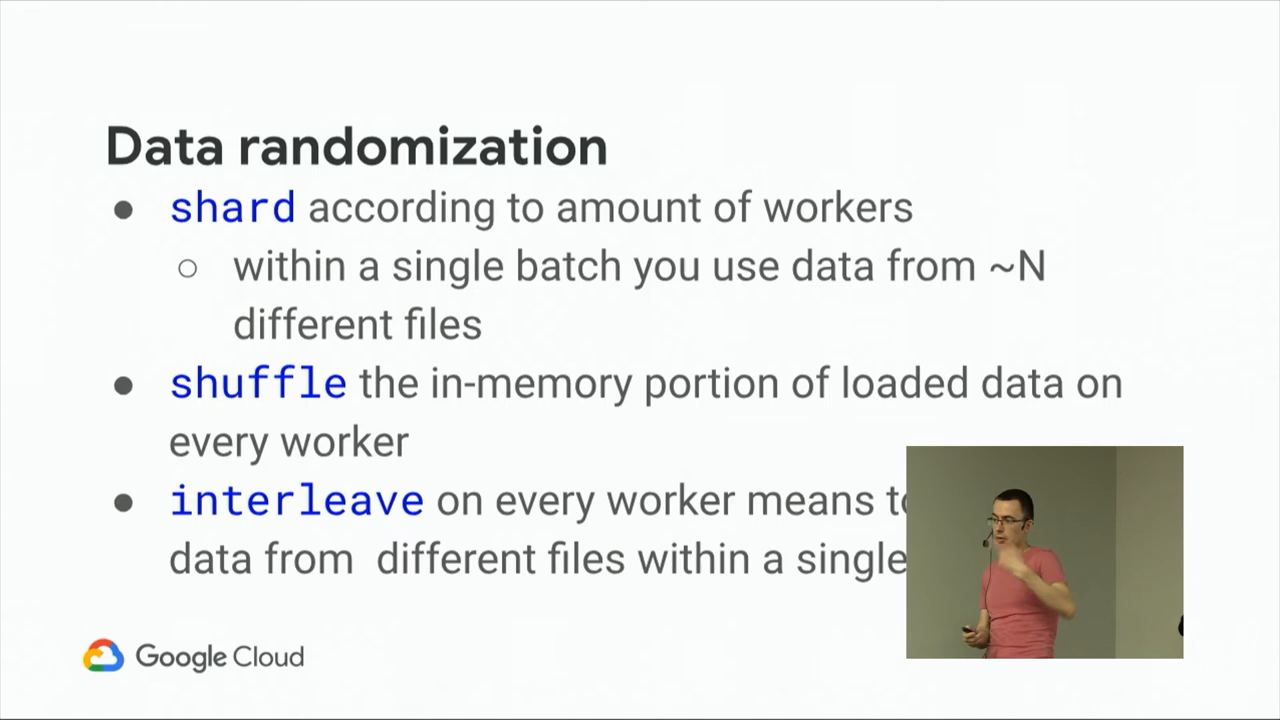 Data randomization
● shard according to amount of workers
○ within a single batch you use data from ~N
different files
● shuffle the in-memory portion of loaded data on
every worker
● interleave on every worker means
data from different files within a single
Google Cloud